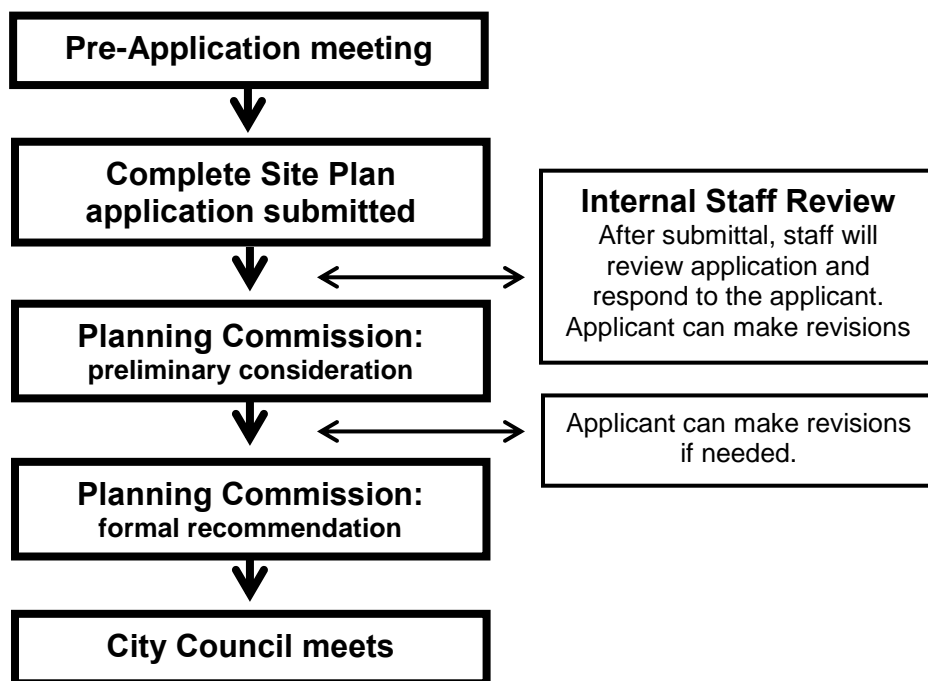 Pre-Application meeting
Complete Site Plan
application submitted
Internal Staff Review
After submittal, staff will
review application and
respond to the applicant.
Applicant can make revisions
Planning Commission:
preliminary consideration
Applicant can make revisions
if needed.
Planning Commission:
formal recommendation
City Council meets